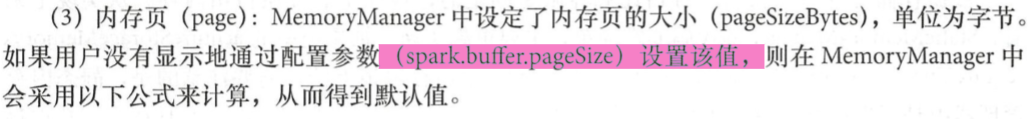 （3）内存页（page）：MemoryManager 中设定了内存页的大小（pageSizeBytes），单位为字节。
如果用户没有显示地通过配置参数（spark.buffer.pageSize）设置该值，则在 MemoryManager 中
会采用以下公式来计算，从而得到默认值。